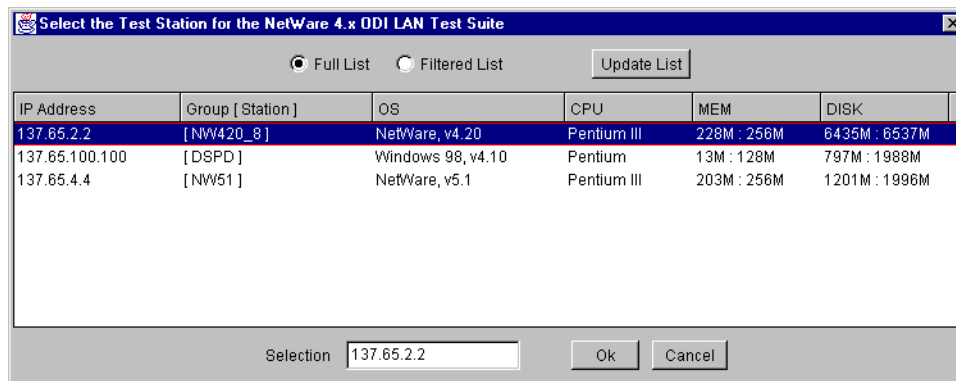 Select the Test Station for the NetWare 4.x ODI LAN Test Suite
Full List Filtered List Update List
IP Address Group [ Station ] OS CPU MEM DISK
137.65.2.2 [ NW420_8 ] NetWare, v4.20 Pentium III 228M : 256M 6435M : 6537M
137.65.100.100 [ DSPD ] Windows 98, v4.10 Pentium 13M : 128M 797M : 1988M
137.65.4.4 [ NW51 ] NetWare, v5.1 Pentium III 203M : 256M 1201M : 1996M
Selection 137.65.2.2 Ok Cancel